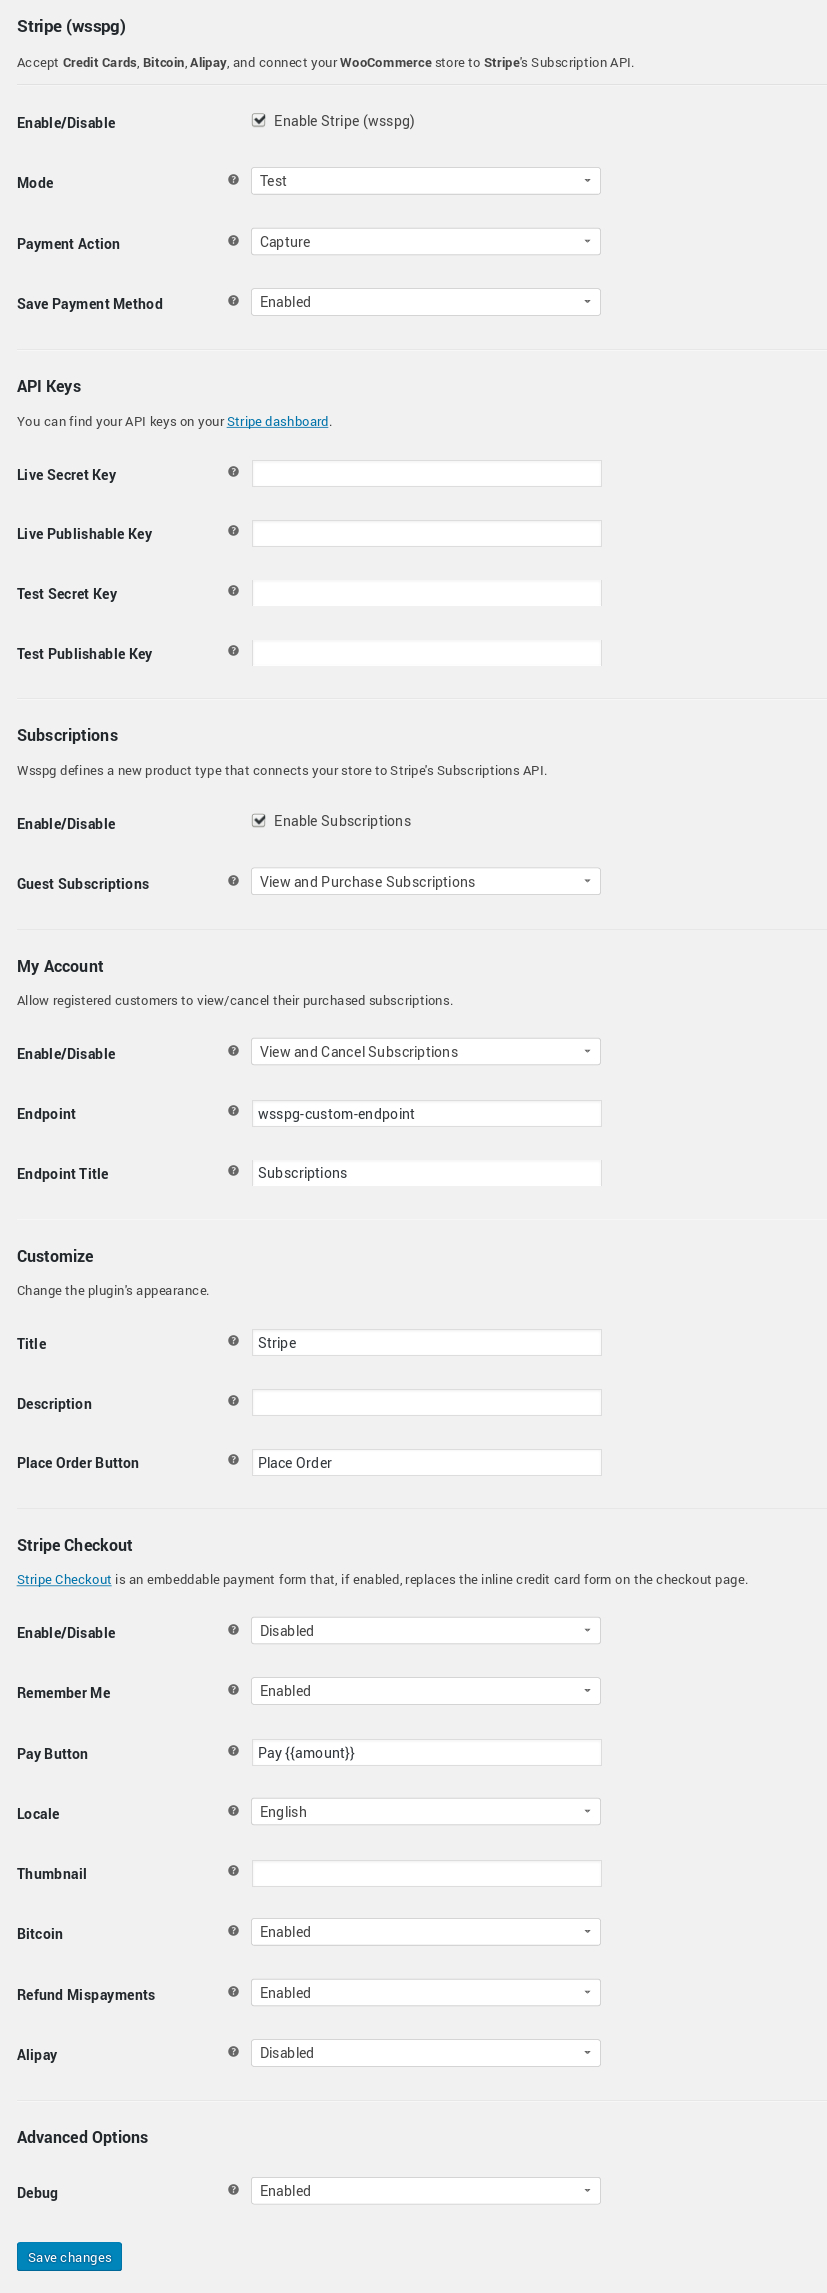 Stripe (wsspg)
Accept Credit Cards, Bitcoin, Alipay, and connect your WooCommerce store to Stripe's Subscription API.
Enable/Disable Enable Stripe (wsspg)
Mode ? Test
Payment Action ? Capture
Save Payment Method ? Enabled
API Keys
You can find your API keys on your Stripe dashboard.
Live Secret Key ?
Live Publishable Key ?
Test Secret Key ?
Test Publishable Key ?
Subscriptions
Wsspg defines a new product type that connects your store to Stripe's Subscriptions API.
Enable/Disable Enable Subscriptions
Guest Subscriptions ? View and Purchase Subscriptions
My Account
Allow registered customers to view/cancel their purchased subscriptions.
Enable/Disable ? View and Cancel Subscriptions
Endpoint ? wsspg-custom-endpoint
Endpoint Title ? Subscriptions
Customize
Change the plugin's appearance.
Title ? Stripe
Description ?
Place Order Button ? Place Order
Stripe Checkout
Stripe Checkout is an embeddable payment form that, if enabled, replaces the inline credit card form on the checkout page.
Enable/Disable ? Disabled
Remember Me ? Enabled
Pay Button ? Pay {{amount}}
Locale ? English
Thumbnail ?
Bitcoin ? Enabled
Refund Mispayments ? Enabled
Alipay ? Disabled
Advanced Options
Debug ? Enabled
Save changes